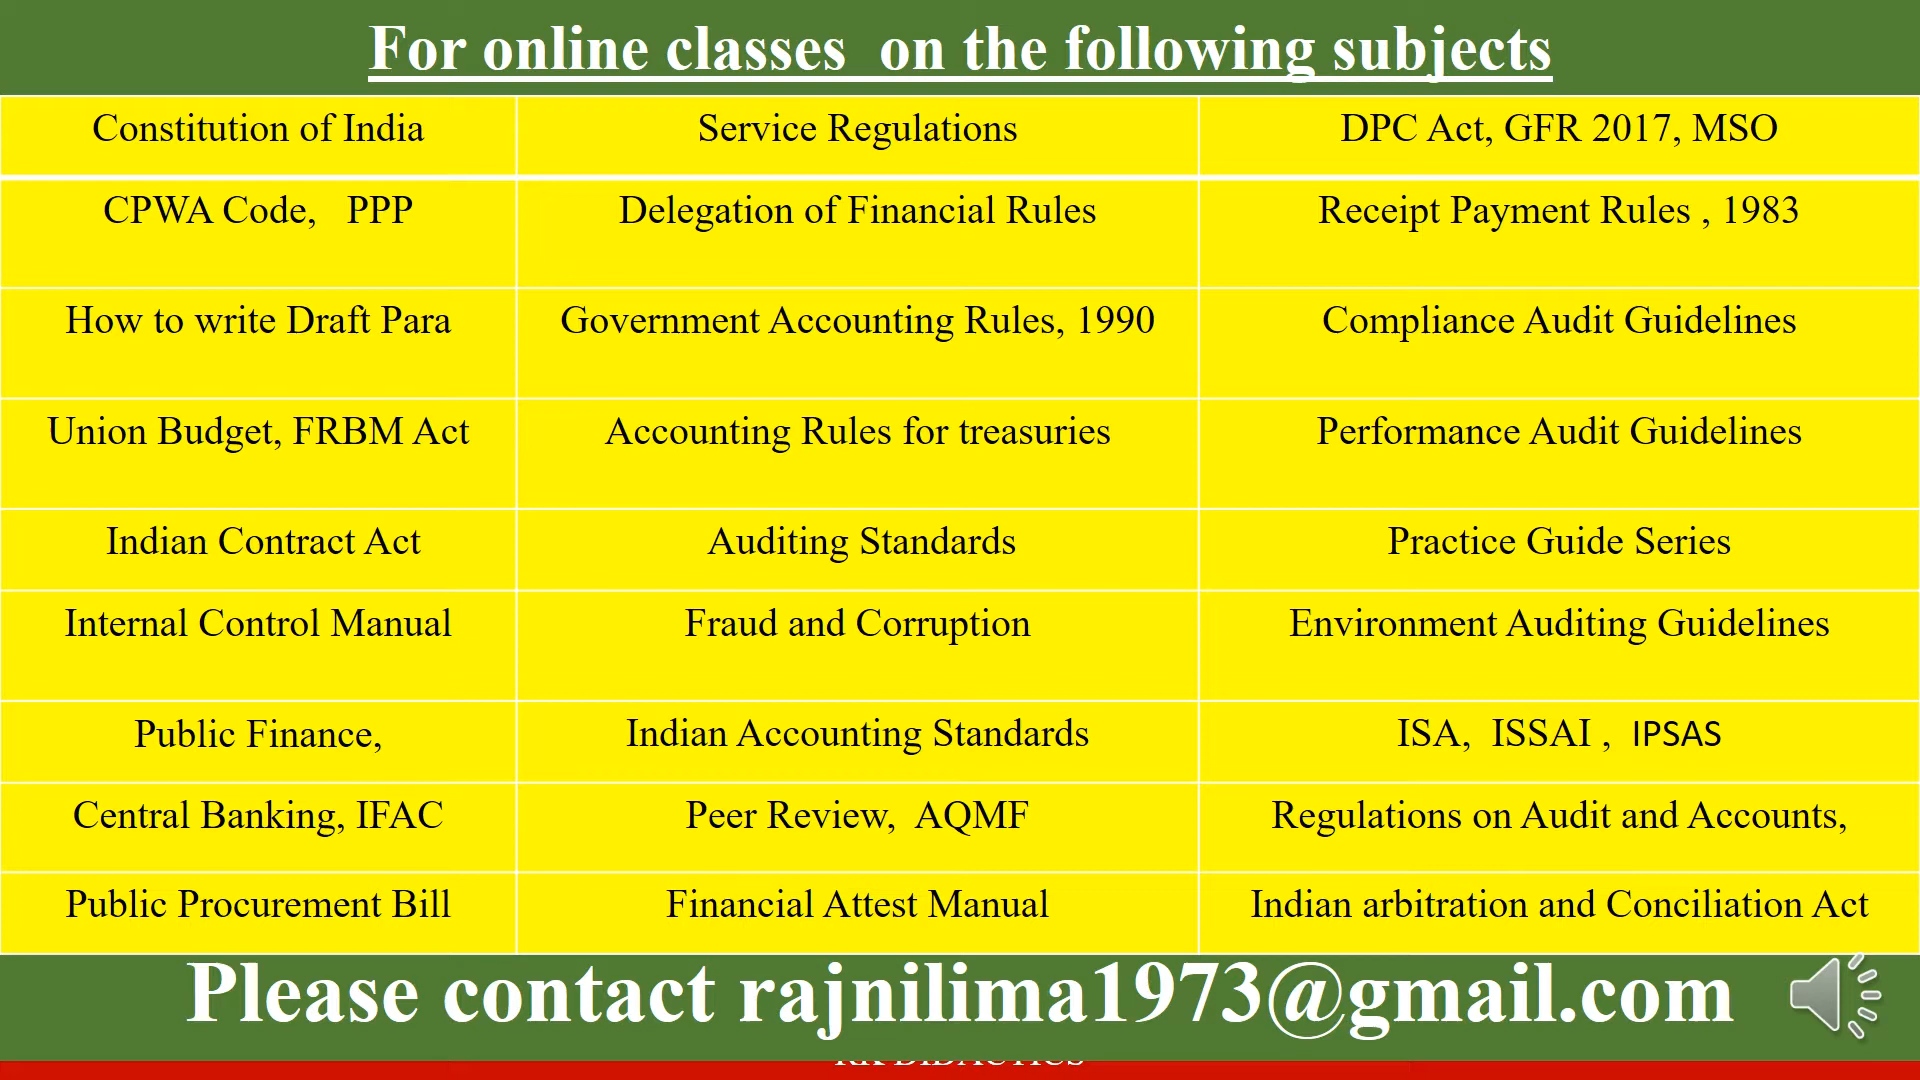 For online classes  on the following subjects
Constitution of India
Service Regulations
DPC Act, GFR 2017, MSO
CPWA Code,   PPP
Delegation of Financial Rules
Receipt Payment Rules , 1983
How to write Draft Para
Government Accounting Rules, 1990
Compliance Audit Guidelines
Union Budget, FRBM Act
Accounting Rules for treasuries
Performance Audit Guidelines
Indian Contract Act
Auditing Standards
Practice Guide Series
Internal Control Manual
Fraud and Corruption
Environment Auditing Guidelines
Public Finance,
Indian Accounting Standards
ISA,  ISSAI ,  IPSAS
Central Banking, IFAC
Peer Review,  AQMF
Regulations on Audit and Accounts,
Public Procurement Bill
Financial Attest Manual
Indian arbitration and Conciliation Act
Please contact rajnilima1973@gmail.com
RK DIDACTICS